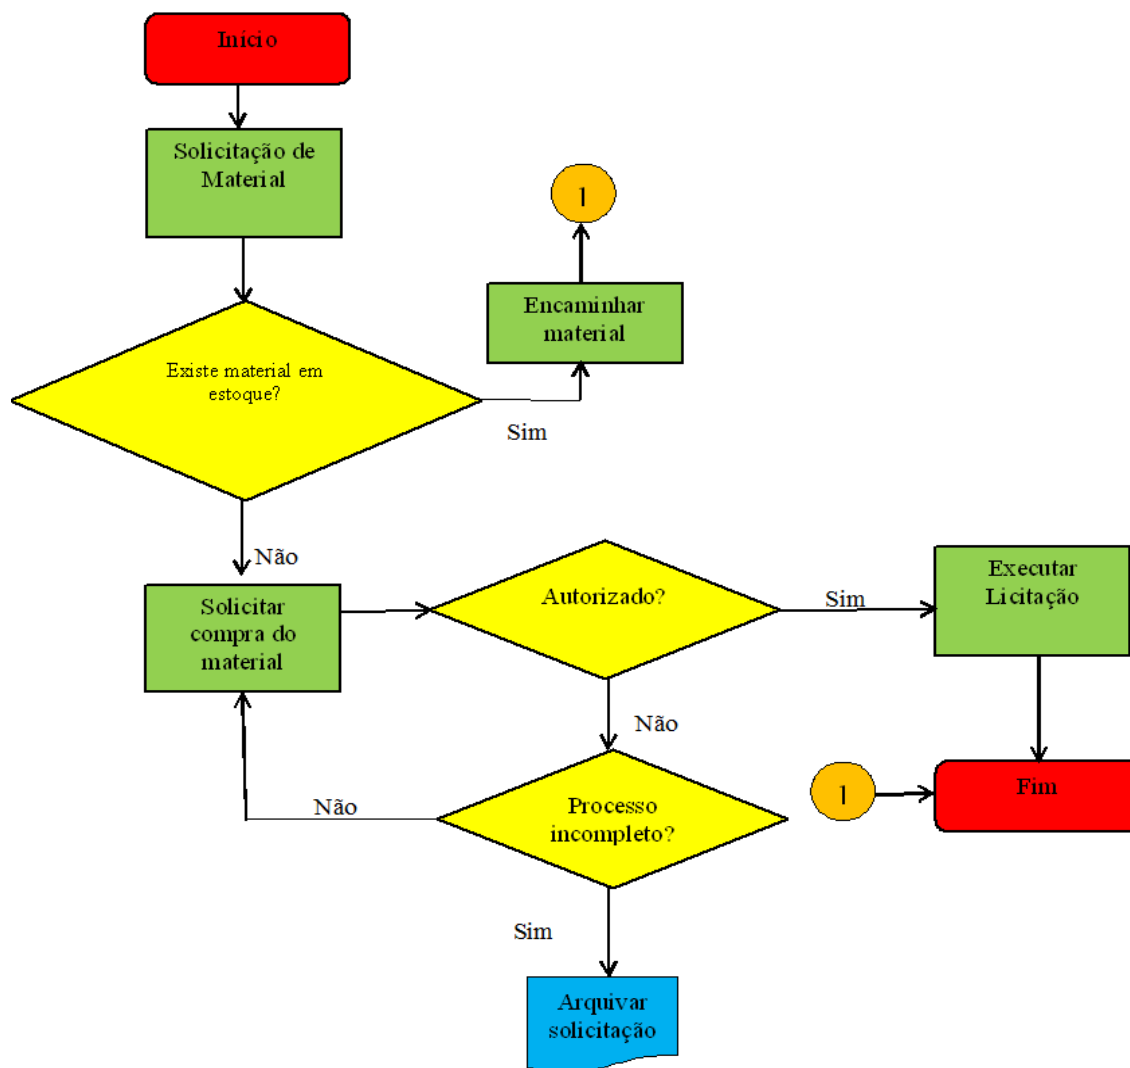 Início
Solicitação de
Material
1
Encaminhar
material
Existe material em
estoque?
Sim
Não
Solicitar
compra do
material
Autorizado?
Sim
Executar
Licitação
Não
Não
Processo
incompleto?
1
Fim
Sim
Arquivar
solicitação